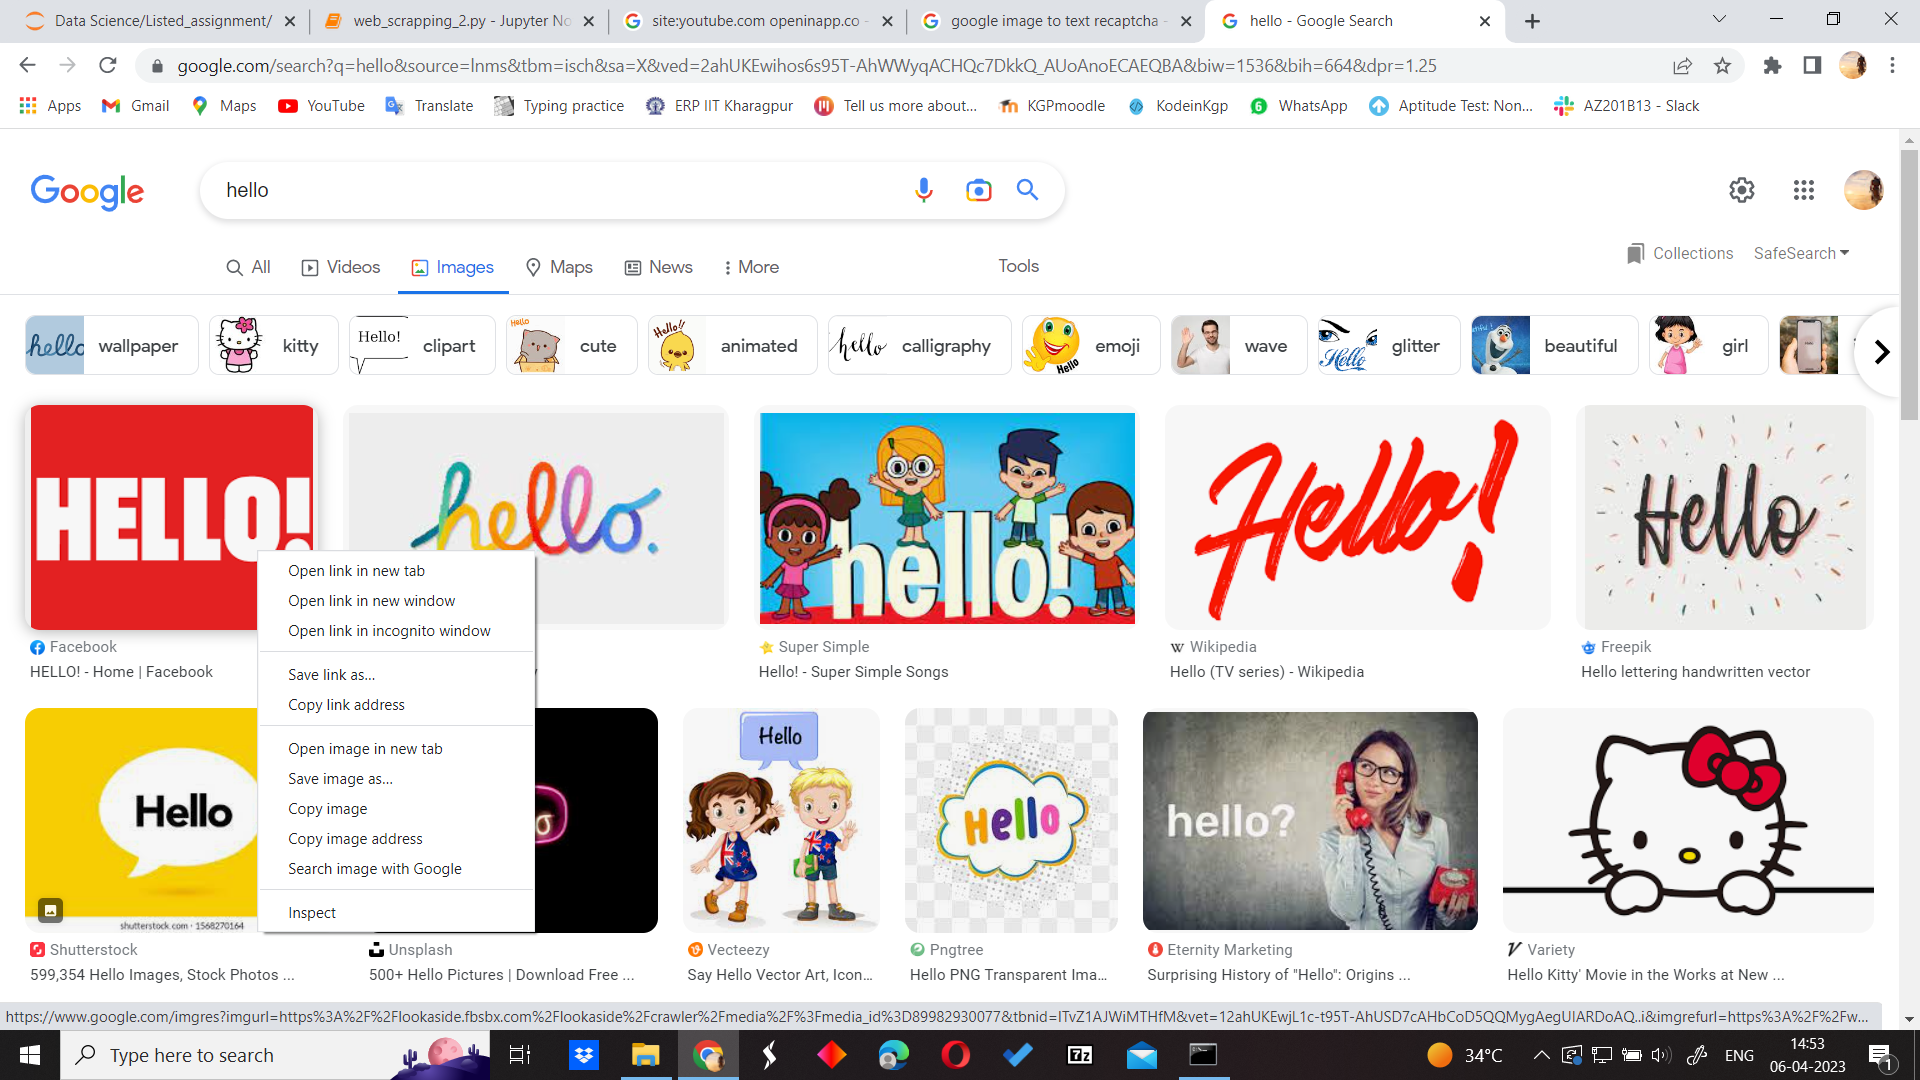 Data Science/Listed_assignment/
web_scrapping_2.py - Jupyter No
site:youtube.com openinapp.co -
google image to text recaptcha -
hello - Google Search
google.com/search?q=hello&source=lnms&tbm=isch&sa=X&ved=2ahUKEwihos6s95T-AhWWyqACHQc7DkkQ_AUoAnoECAEQBA&biw=1536&bih=664&dpr=1.25
Apps Gmail Maps YouTube Translate Typing practice ERP IIT Kharagpur Tell us more about... KGPmoodle KodeinKgp 6 WhatsApp Aptitude Test: Non... AZ201B13 - Slack
Google
hello
All Videos Images Maps News More Tools
Collections SafeSearch
hello wallpaper
kitty
Hello! clipart
Hello cute
Hello!! animated
hello calligraphy
Hello emoji
wave
Hello glitter
beautiful
girl
HELLO!
hello.
hello!
Hello!
Hello
Facebook
HELLO! - Home | Facebook
Super Simple
Hello! - Super Simple Songs
W Wikipedia
Hello (TV series) - Wikipedia
Freepik
Hello lettering handwritten vector
Open link in new tab
Open link in new window
Open link in incognito window
Save link as...
Copy link address
Open image in new tab
Save image as...
Copy image
Copy image address
Search image with Google
Inspect
Hello
shutterstock.com · 1568270164
Hello
Hello
hello?
Shutterstock
599,354 Hello Images, Stock Photos ...
Unsplash
500+ Hello Pictures | Download Free ...
Vecteezy
Say Hello Vector Art, Icon...
Pngtree
Hello PNG Transparent Ima...
Eternity Marketing
Surprising History of "Hello": Origins ...
V Variety
Hello Kitty' Movie in the Works at New ...
https://www.google.com/imgres?imgurl=https%3A%2F%2Flookaside.fbsbx.com%2Flookaside%2Fcrawler%2Fmedia%2F%3Fmedia_id%3D89982930077&tbnid=ITvZ1AJWiMTHfM&vet=12ahUKEwjL1c-t95T-AhUSD7cAHbCoD5QQMygAegUIARDoAQ..i&imgrefurl=https%3A%2F%2Fw...
Type here to search
7z
34°C
ENG
14:53
06-04-2023
1